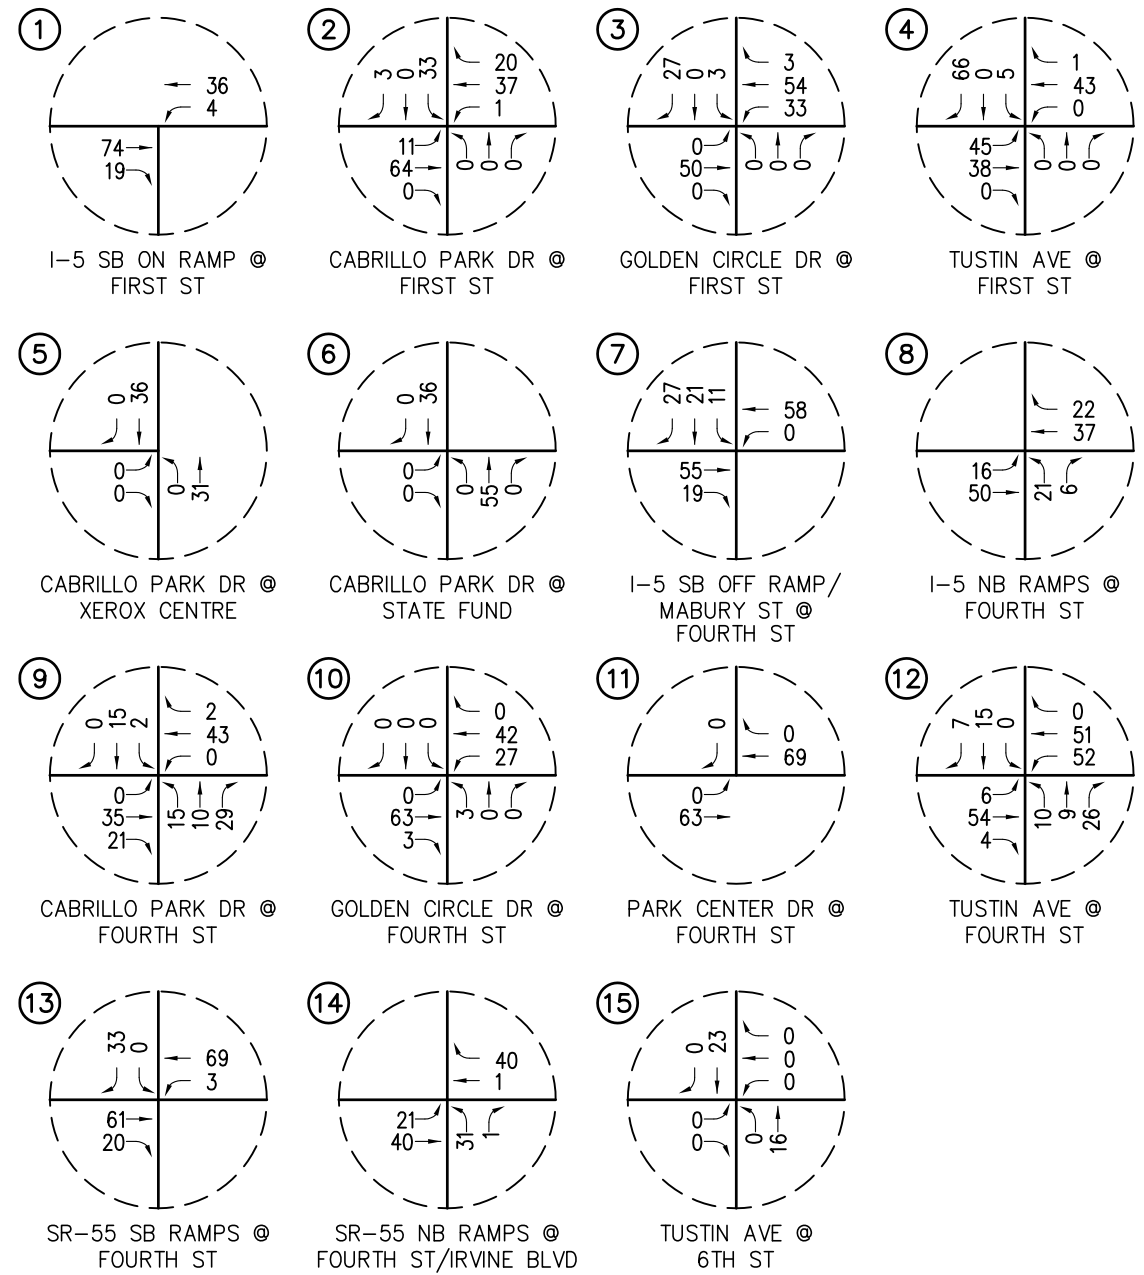 1
36
4
74
19
I-5 SB ON RAMP @
FIRST ST
2
3 0 33
20
37
1
11
64
0
0 0 0
CABRILLO PARK DR @
FIRST ST
3
27 0 3
3
54
33
0
50
0
0 0 0
GOLDEN CIRCLE DR @
FIRST ST
4
66 0 5
1
43
0
45
38
0
0 0 0
TUSTIN AVE @
FIRST ST
5
0 36
0
0
0 31
CABRILLO PARK DR @
XEROX CENTRE
6
0 36
0
0
0 55 0
CABRILLO PARK DR @
STATE FUND
7
27 21 11
58
0
55
19
I-5 SB OFF RAMP/
MABURY ST @
FOURTH ST
8
22
37
16
50
21 6
I-5 NB RAMPS @
FOURTH ST
9
0 15 2
2
43
0
0
35
21
15 10 29
CABRILLO PARK DR @
FOURTH ST
10
0 0 0
0
42
27
0
63
3
3 0 0
GOLDEN CIRCLE DR @
FOURTH ST
11
0
0
69
0
63
PARK CENTER DR @
FOURTH ST
12
7 15 0
0
51
52
6
54
4
10 9 26
TUSTIN AVE @
FOURTH ST
13
33 0
69
3
61
20
SR-55 SB RAMPS @
FOURTH ST
14
40
1
21
40
31 1
SR-55 NB RAMPS @
FOURTH ST/IRVINE BLVD
15
0 23
0
0
0
0
0
0 16
TUSTIN AVE @
6TH ST